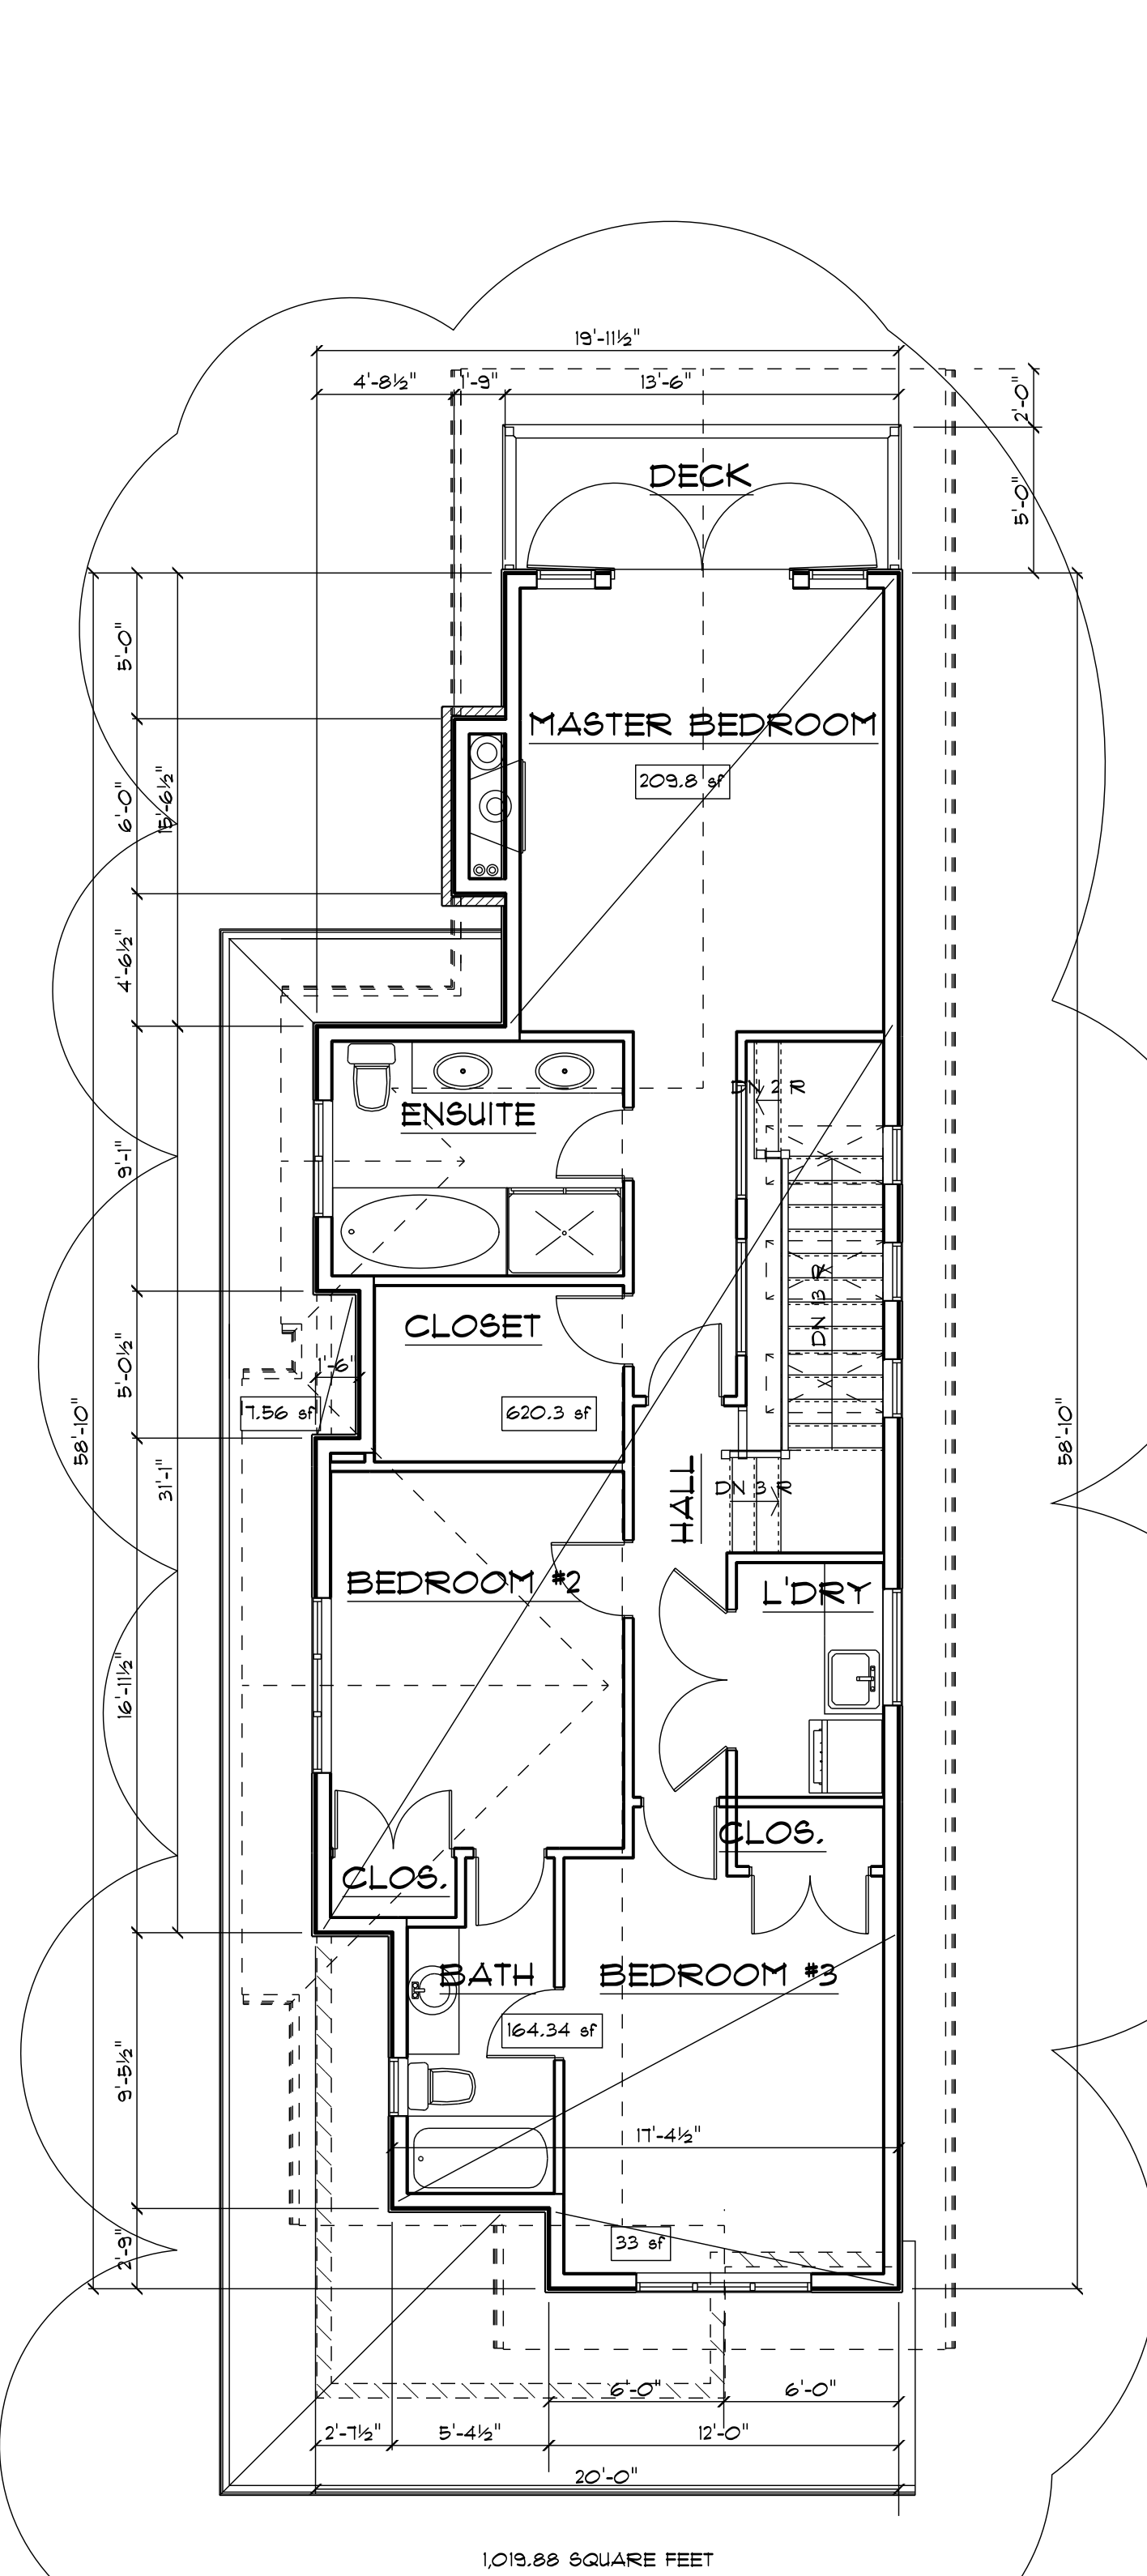 19'-11½"
4'-8½" 1'-9" 13'-6"
2'-0"
DECK
5'-0"
5'-0"
MASTER BEDROOM
209.8 sf
6'-0"
15'-6½"
4'-6½"
DN 2 R
ENSUITE
9'-1"
DN 13 R
CLOSET
5'-0½"
1'-6"
7.56 sf
620.3 sf
58'-10"
58'-10"
31'-1"
HALL
DN 3 R
BEDROOM #2
L'DRY
16'-11½"
CLOS.
CLOS.
BATH
BEDROOM #3
164.34 sf
9'-5½"
17'-4½"
33 sf
2'-9"
6'-0" 6'-0"
2'-7½" 5'-4½" 12'-0"
20'-0"
1,019.88 SQUARE FEET